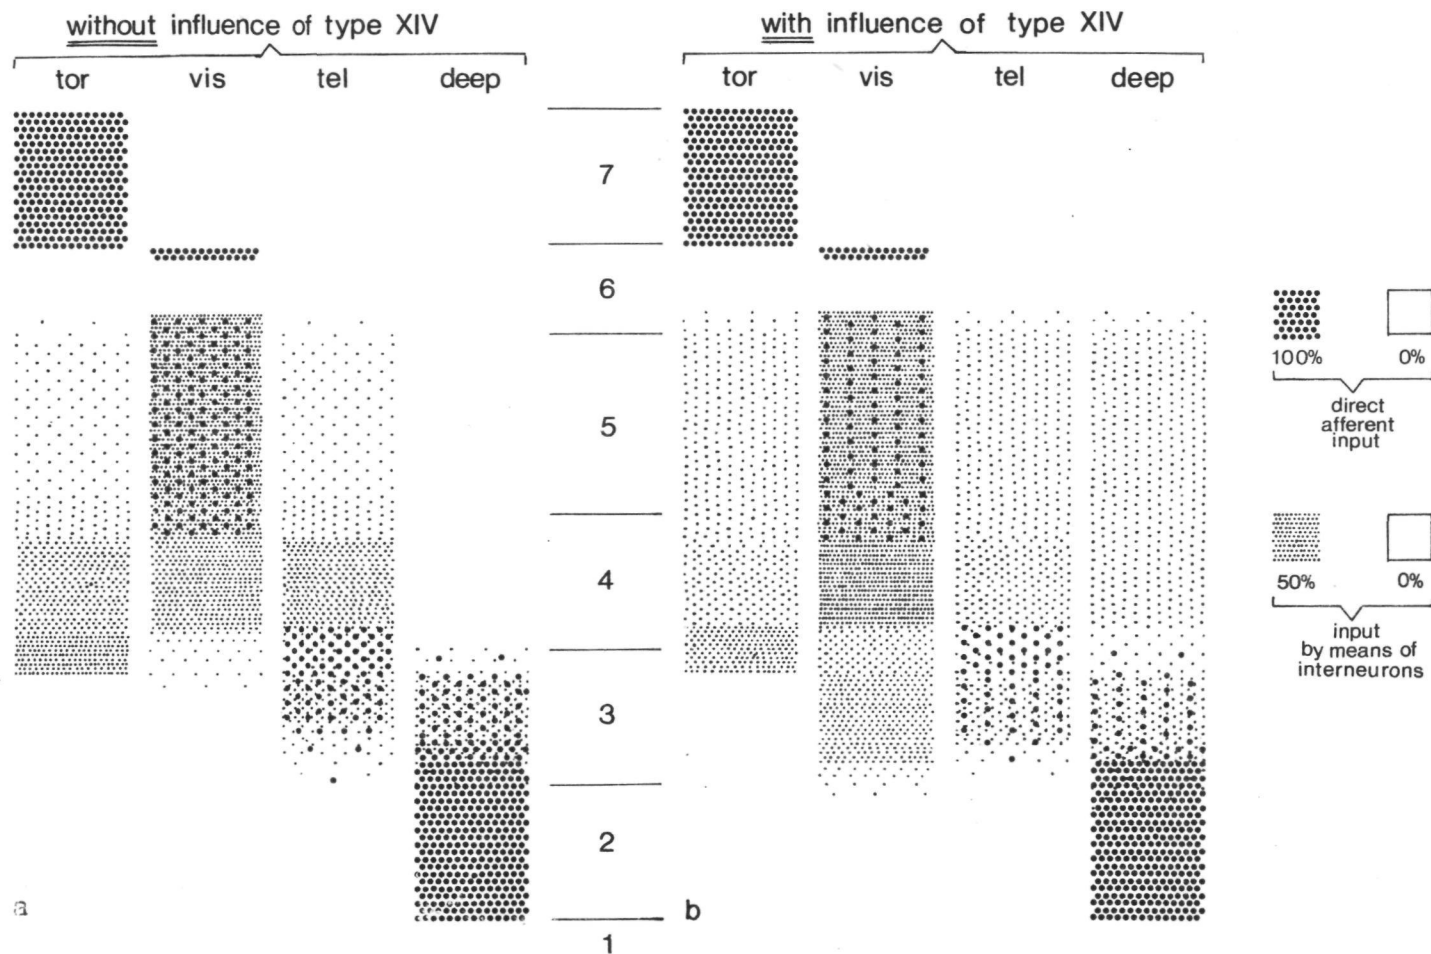 without influence of type XIV
tor vis tel deep
with influence of type XIV
tor vis tel deep
7
6
5
4
3
2
1
a
b
100% 0%
direct
afferent
input
50% 0%
input
by means of
interneurons